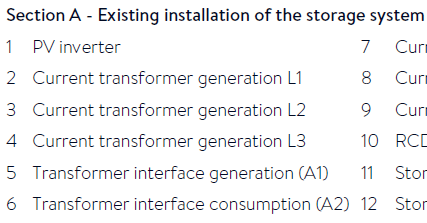 Section A - Existing installation of the storage system
1 PV inverter
2 Current transformer generation L1
3 Current transformer generation L2
4 Current transformer generation L3
5 Transformer interface generation (A1)
6 Transformer interface consumption (A2)
7
8
9
10
11
12